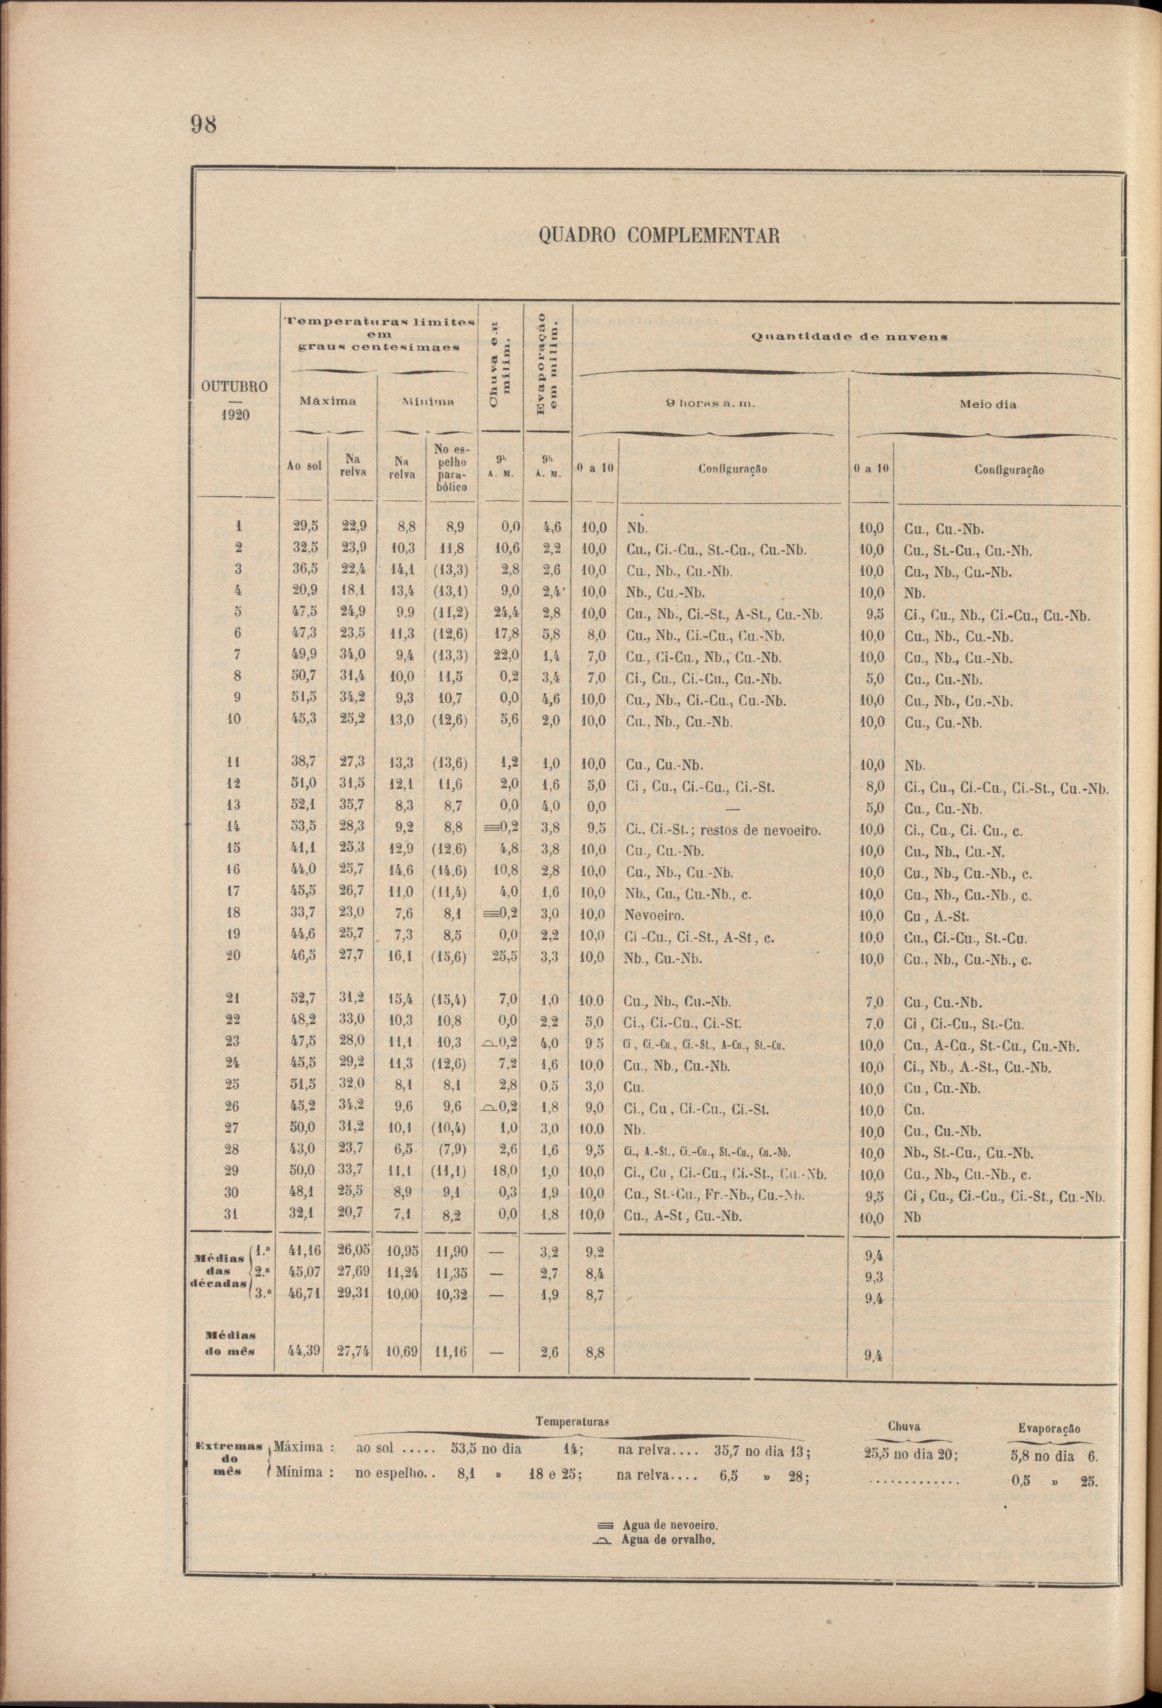 98
QUADRO COMPLEMENTAR
OUTUBRO
—
1920
Temperaturas limites
em
graus centesimaes
Chuva em
milim.
Evaporação
em milim.
Quantidade de nuvens
Máxima Mínima 9 horas a. m. Meio dia
Ao sol Na relva Na relva No es-pelho para-bólico 9h A. M. 9h A. M. 0 a 10 Configuração 0 a 10 Configuração
1 29,5 22,9 8,8 8,9 0,0 4,6 10,0 Nb. 10,0 Cu., Cu.-Nb.
2 32,5 23,9 10,3 11,8 10,6 2,2 10,0 Cu., Ci.-Cu., St.-Cu., Cu.-Nb. 10,0 Cu., St.-Cu., Cu.-Nb.
3 36,5 22,4 14,1 (13,3) 2,8 2,6 10,0 Cu., Nb., Cu.-Nb. 10,0 Cu., Nb., Cu.-Nb.
4 20,9 18,1 13,4 (13,1) 9,0 2,4 10,0 Nb., Cu.-Nb. 10,0 Nb.
5 47,5 24,9 9,9 (11,2) 24,4 2,8 10,0 Cu., Nb., Ci.-St., A-St., Cu.-Nb. 9,5 Ci., Cu., Nb., Ci.-Cu., Cu.-Nb.
6 47,3 23,5 11,3 (12,6) 17,8 5,8 8,0 Cu., Nb., Ci.-Cu., Cu.-Nb. 10,0 Cu., Nb., Cu.-Nb.
7 49,9 34,0 9,4 (13,3) 22,0 1,4 7,0 Cu., Ci-Cu., Nb., Cu.-Nb. 10,0 Cu., Nb., Cu.-Nb.
8 50,7 31,4 10,0 11,5 0,2 3,4 7,0 Ci., Cu., Ci.-Cu., Cu.-Nb. 5,0 Cu., Cu.-Nb.
9 51,5 34,2 9,3 10,7 0,0 4,6 10,0 Cu., Nb., Ci.-Cu., Cu.-Nb. 10,0 Cu., Nb., Cu.-Nb.
10 45,3 25,2 13,0 (12,6) 5,6 2,0 10,0 Cu., Nb., Cu.-Nb. 10,0 Cu., Cu.-Nb.
11 38,7 27,3 13,3 (13,6) 1,2 1,0 10,0 Cu., Cu.-Nb. 10,0 Nb.
12 51,0 31,5 12,1 11,6 2,0 1,6 5,0 Ci, Cu., Ci.-Cu., Ci.-St. 8,0 Ci., Cu., Ci.-Cu., Ci.-St., Cu.-Nb.
13 52,1 35,7 8,3 8,7 0,0 4,0 0,0 — 5,0 Cu., Cu.-Nb.
14 53,5 28,3 9,2 8,8 ≡0,2 3,8 9,5 Ci.. Ci.-St.; restos de nevoeiro. 10,0 Ci., Cu., Ci. Cu., c.
15 41,1 25,3 12,9 (12,6) 4,8 3,8 10,0 Cu., Cu.-Nb. 10,0 Cu., Nb., Cu.-N.
16 44,0 25,7 14,6 (14,6) 10,8 2,8 10,0 Cu., Nb., Cu.-Nb. 10,0 Cu., Nb., Cu.-Nb., c.
17 45,5 26,7 11,0 (11,4) 4,0 1,6 10,0 Nb., Cu., Cu.-Nb., c. 10,0 Cu., Nb., Cu.-Nb., c.
18 33,7 23,0 7,6 8,1 ≡0,2 3,0 10,0 Nevoeiro. 10,0 Cu, A.-St.
19 44,6 25,7 7,3 8,5 0,0 2,2 10,0 Ci-Cu., Ci.-St., A-St, c. 10,0 Cu., Ci.-Cu., St.-Cu.
20 46,5 27,7 16,1 (15,6) 25,5 3,3 10,0 Nb., Cu.-Nb. 10,0 Cu., Nb., Cu.-Nb., c.
21 52,7 31,2 15,4 (15,4) 7,0 1,0 10,0 Cu., Nb., Cu.-Nb. 7,0 Cu., Cu.-Nb.
22 48,2 33,0 10,3 10,8 0,0 2,2 5,0 Ci., Ci.-Cu., Ci.-St. 7,0 Ci, Ci.-Cu., St.-Cu.
23 47,5 28,0 11,1 10,3 ⌓0,2 4,0 9 5 Ci, Ci.-Cu., Ci.-St., A-Cu., St.-Cu. 10,0 Cu., A-Cu., St.-Cu., Cu.-Nb.
24 45,5 29,2 11,3 (12,6) 7,2 1,6 10,0 Cu., Nb., Cu.-Nb. 10,0 Ci., Nb., A.-St., Cu.-Nb.
25 51,5 32,0 8,1 8,1 2,8 0,5 3,0 Cu. 10,0 Cu, Cu.-Nb.
26 45,2 34,2 9,6 9,6 ⌓0,2 1,8 9,0 Ci., Cu, Ci.-Cu., Ci.-St. 10,0 Cu.
27 50,0 31,2 10,1 (10,4) 1,0 3,0 10,0 Nb. 10,0 Cu., Cu.-Nb.
28 43,0 23,7 6,5 (7,9) 2,6 1,6 9,5 Ci., A.-St., Ci.-Cu., St.-Cu., Cu.-Nb. 10,0 Nb., St.-Cu., Cu.-Nb.
29 50,0 33,7 11,1 (11,1) 18,0 1,0 10,0 Ci., Cu, Ci.-Cu., Ci.-St., Cu.-Nb. 10,0 Cu., Nb., Cu.-Nb., c.
30 48,1 25,5 8,9 9,1 0,3 1,9 10,0 Cu., St.-Cu., Fr.-Nb., Cu.-Nb. 9,5 Ci, Cu., Ci.-Cu., Ci.-St., Cu.-Nb.
31 32,1 20,7 7,1 8,2 0,0 1,8 10,0 Cu., A-St, Cu.-Nb. 10,0 Nb
Médias das décadas
1.ª 41,16 26,05 10,95 11,90 — 3,2 9,2 9,4
2.ª 45,07 27,69 11,24 11,35 — 2,7 8,4 9,3
3.ª 46,71 29,31 10,00 10,32 — 1,9 8,7 9,4
Médias
do mês 44,39 27,74 10,69 11,16 — 2,6 8,8 9,4
Temperaturas Chuva Evaporação
Extremas do mês
Máxima : ao sol ..... 53,5 no dia 14; na relva.... 35,7 no dia 13; 25,5 no dia 20; 5,8 no dia 6.
Mínima : no espelho.. 8,1 » 18 e 25; na relva.... 6,5 » 28; ............. 0,5 » 25.
≡ Agua de nevoeiro.
⌓ Agua de orvalho.